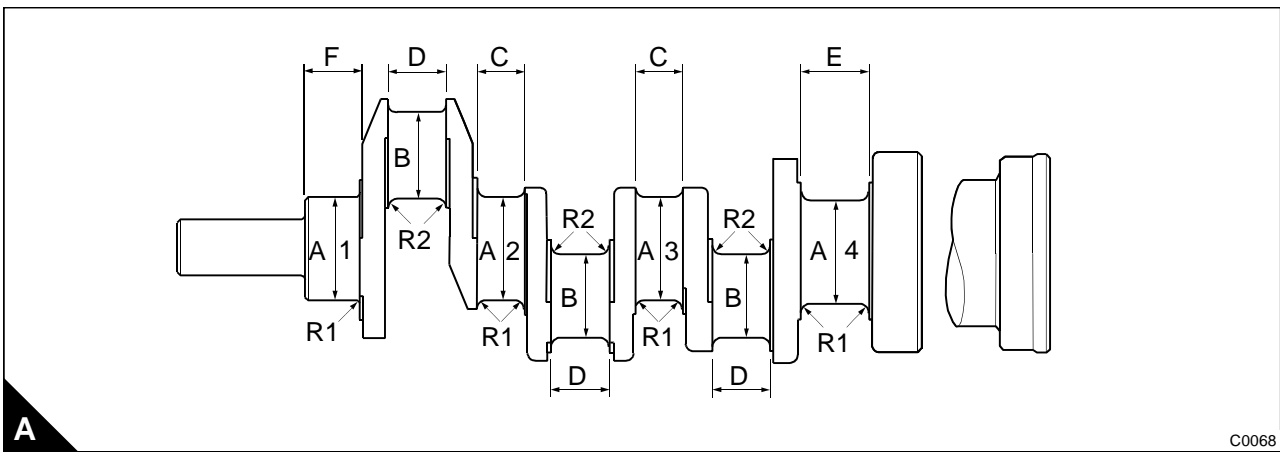 F D C C E
B
R2 R2 R2
A 1 A 2 A 3 A 4
B B
R1 R1 R1 R1
D D
A
C0068